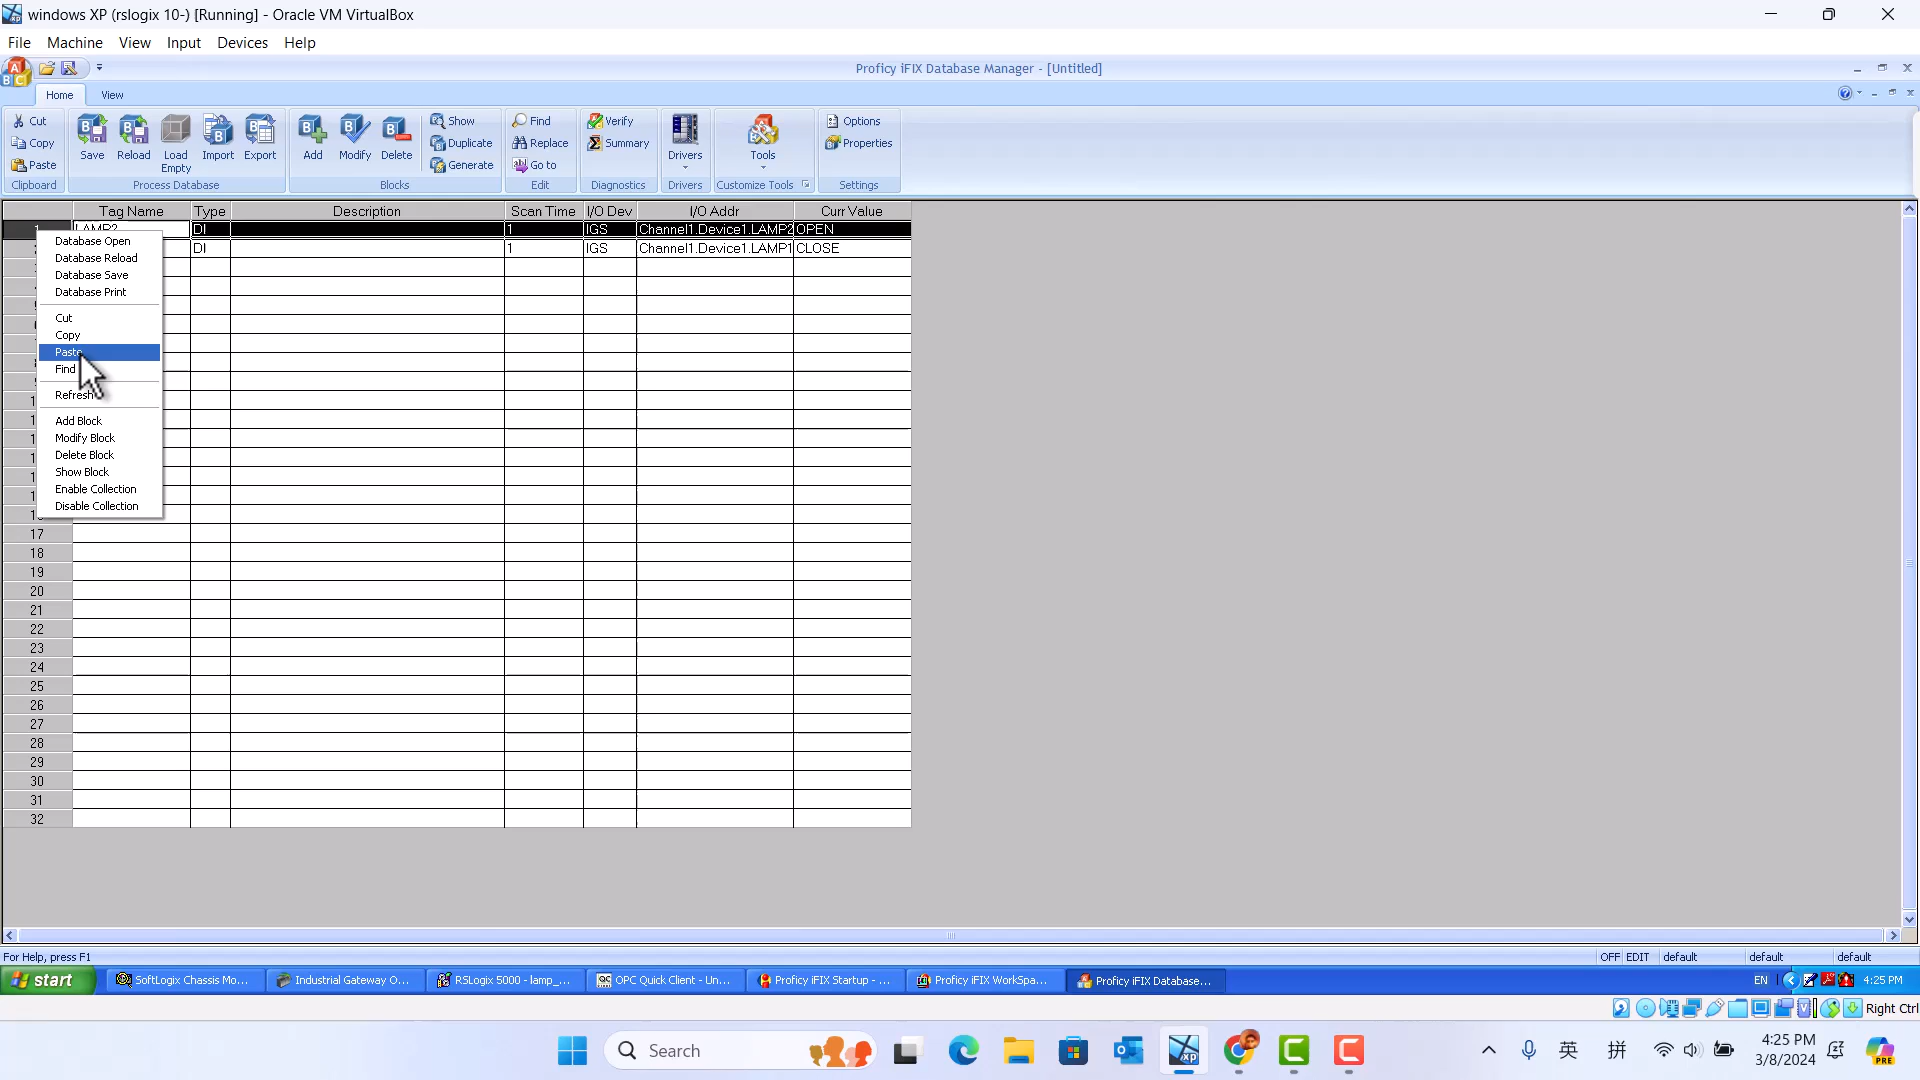 windows XP (rslogix 10-) [Running] - Oracle VM VirtualBox
File Machine View Input Devices Help
Proficy iFIX Database Manager - [Untitled]
Home View
Cut
Copy
Paste
Clipboard
Save Reload Load Empty Import Export
Process Database
Add Modify Delete
Show
Duplicate
Generate
Blocks
Find
Replace
Go to
Edit
Verify
Summary
Diagnostics
Drivers
Drivers
Tools
Customize Tools
Options
Properties
Settings
Tag Name Type Description Scan Time I/O Dev I/O Addr Curr Value
1 LAMP2 DI 1 IGS Channel1.Device1.LAMP2 OPEN
DI 1 IGS Channel1.Device1.LAMP1 CLOSE
Database Open
Database Reload
Database Save
Database Print
Cut
Copy
Paste
Find
Refresh
Add Block
Modify Block
Delete Block
Show Block
Enable Collection
Disable Collection
17
18
19
20
21
22
23
24
25
26
27
28
29
30
31
32
For Help, press F1
OFF EDIT default default default
start SoftLogix Chassis Mo... Industrial Gateway O... RSLogix 5000 - lamp_... OPC Quick Client - Un... Proficy iFIX Startup - ... Proficy iFIX WorkSpa... Proficy iFIX Database... EN 4:25 PM
Right Ctrl
Search
英 拼 4:25 PM
3/8/2024
PRE